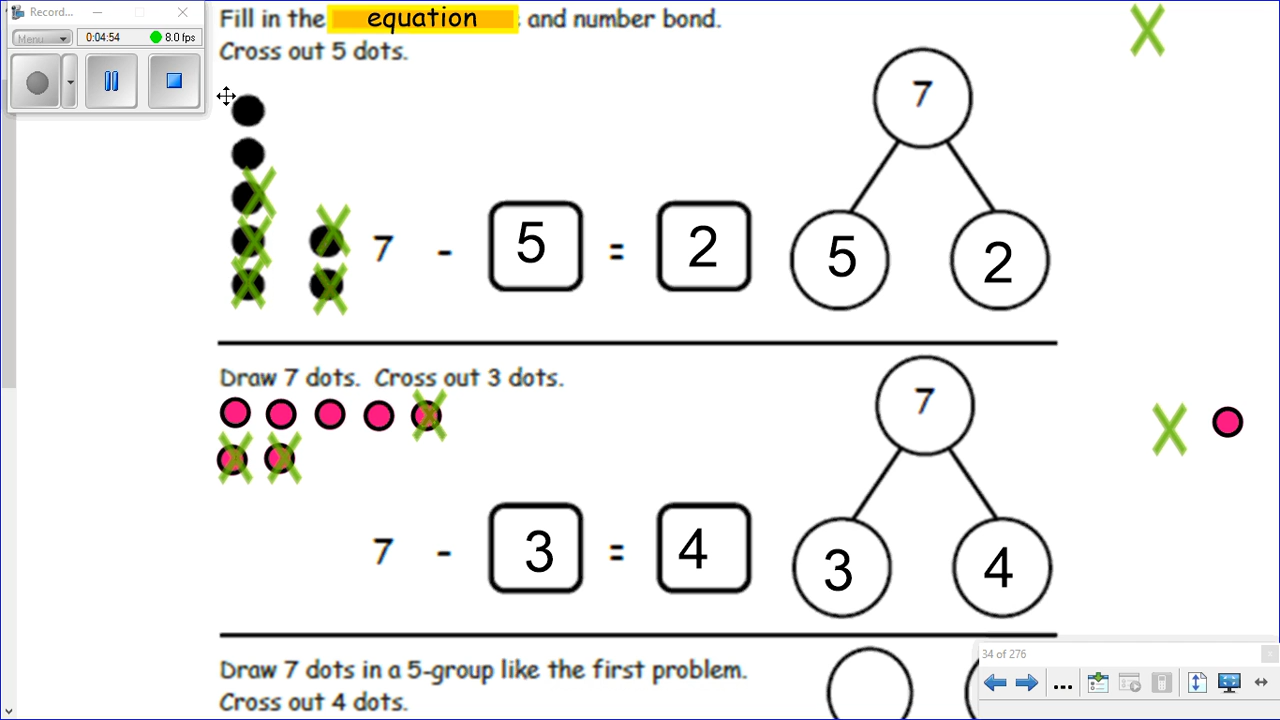 Record...
Menu
0:04:54
8.0 fps
Fill in the equation and number bond.
Cross out 5 dots.
7
7 - 5 = 2
5 2
Draw 7 dots. Cross out 3 dots.
7
7 - 3 = 4
3 4
34 of 276
Draw 7 dots in a 5-group like the first problem.
Cross out 4 dots.